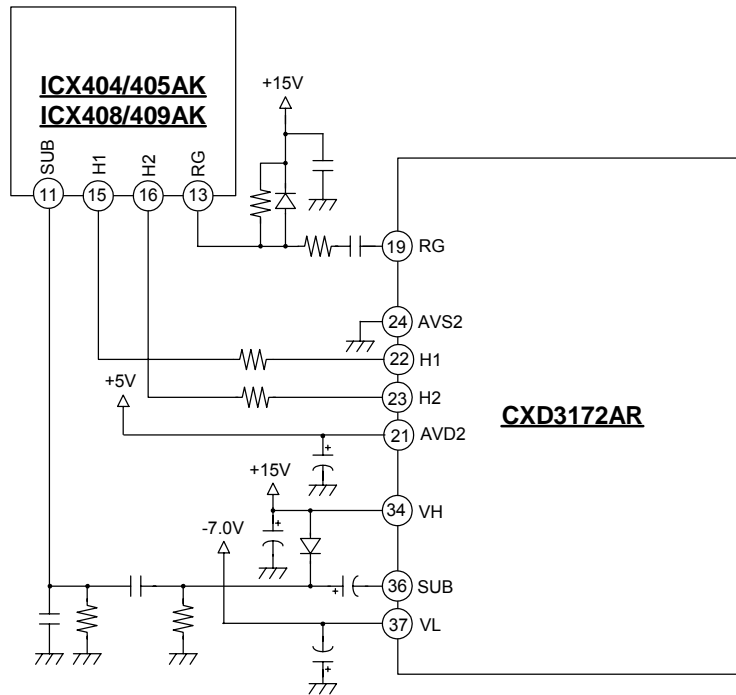 ICX404/405AK
ICX408/409AK
SUB
H1
H2
RG
11
15
16
13
+15V
19 RG
24 AVS2
22 H1
+5V
23 H2
CXD3172AR
21 AVD2
+
+15V
34 VH
+
-7.0V
+
36 SUB
37 VL
+